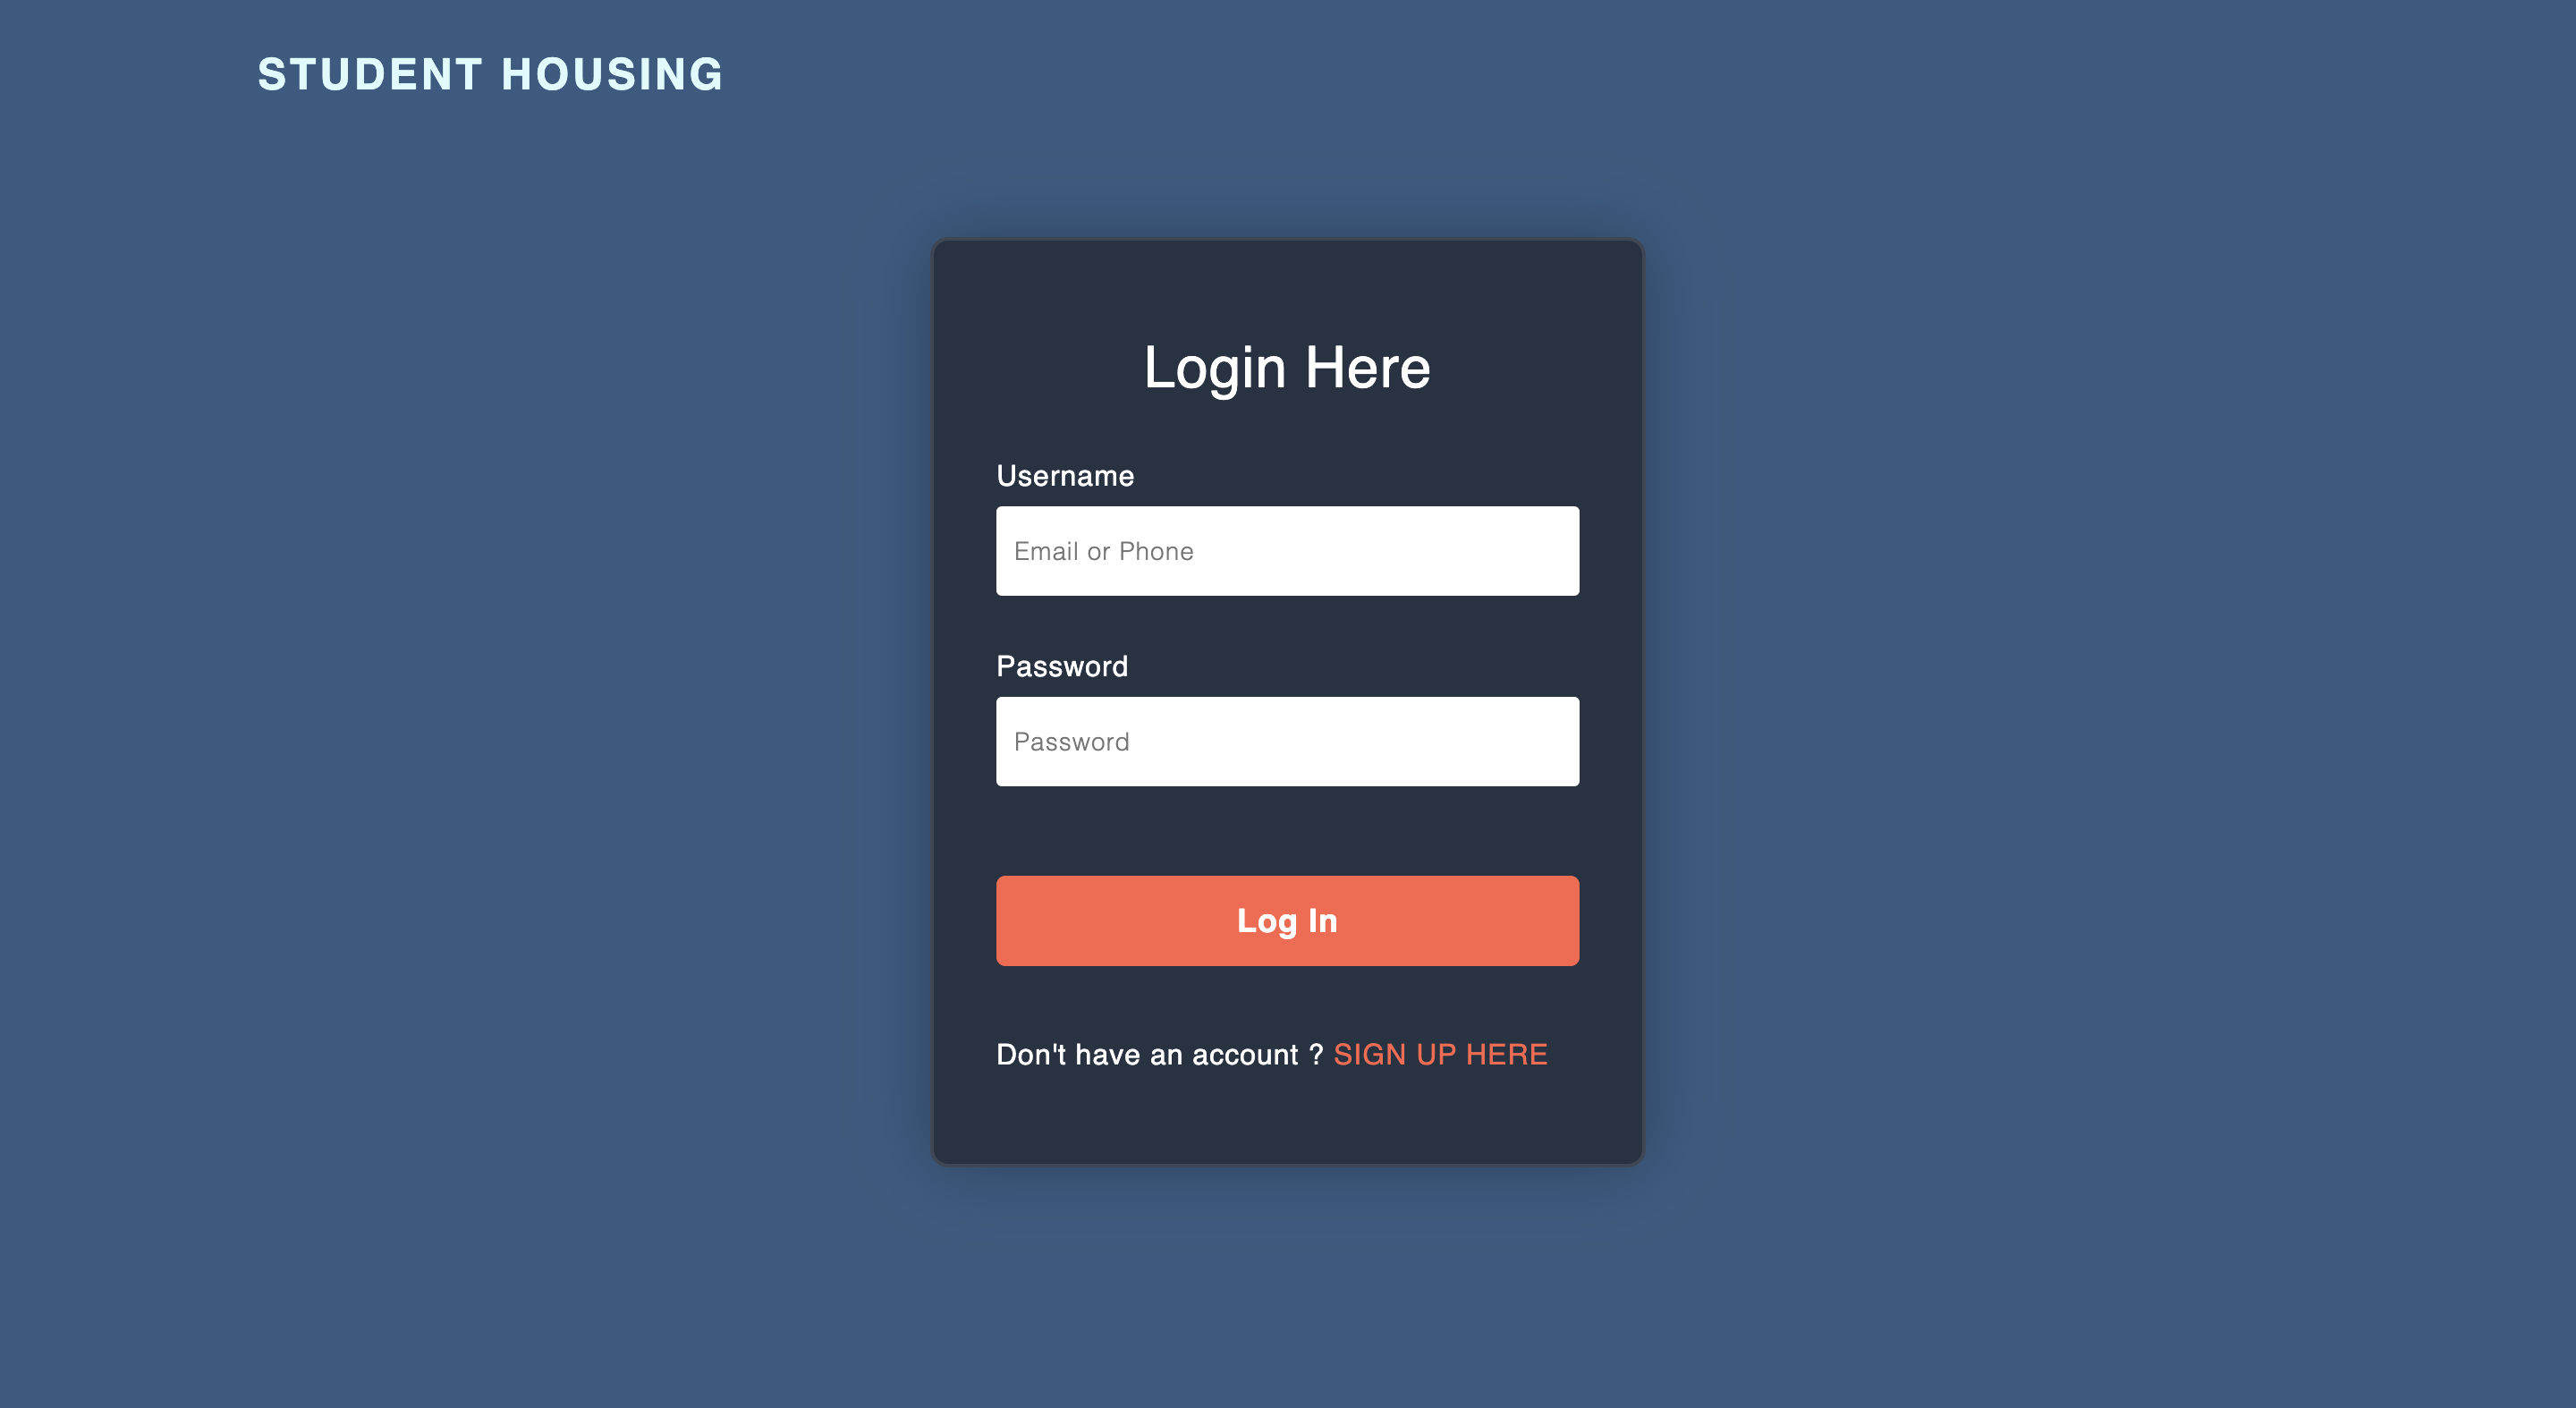 STUDENT HOUSING
Login Here
Username
Email or Phone
Password
Password
Log In
Don't have an account ? SIGN UP HERE